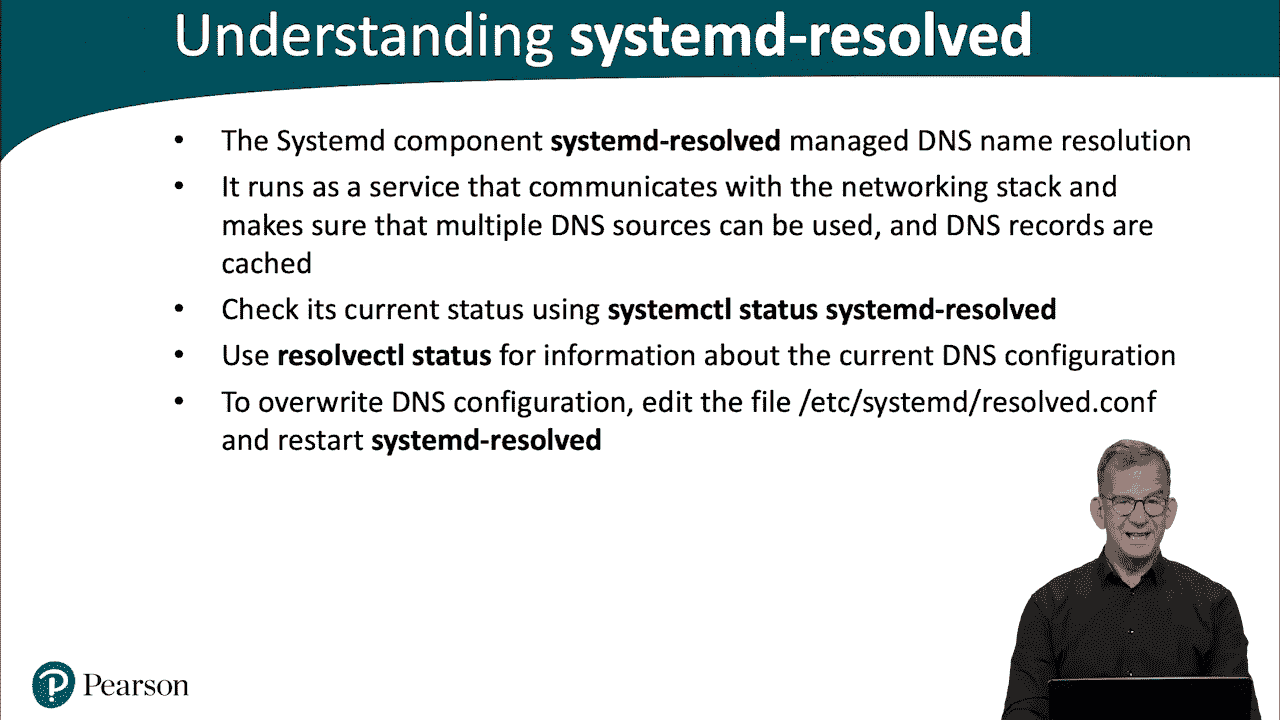 Understanding systemd-resolved
• The Systemd component systemd-resolved managed DNS name resolution
• It runs as a service that communicates with the networking stack and
makes sure that multiple DNS sources can be used, and DNS records are
cached
• Check its current status using systemctl status systemd-resolved
• Use resolvectl status for information about the current DNS configuration
• To overwrite DNS configuration, edit the file /etc/systemd/resolved.conf
and restart systemd-resolved
Pearson